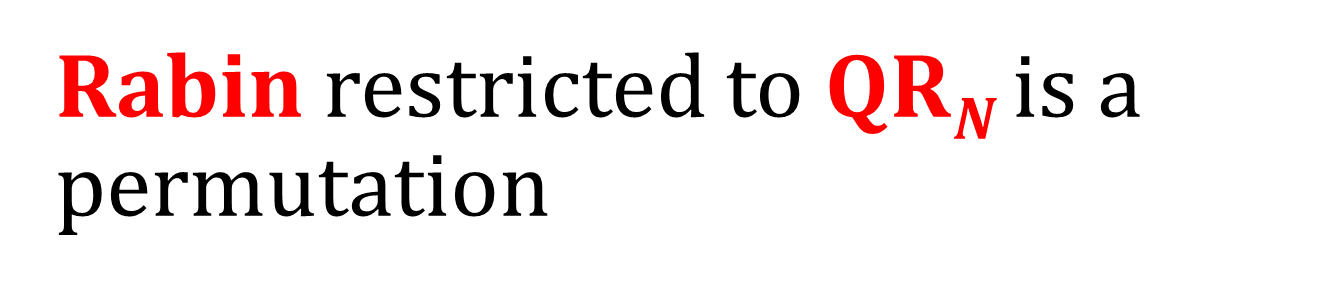 Rabin restricted to QR_N is a
permutation